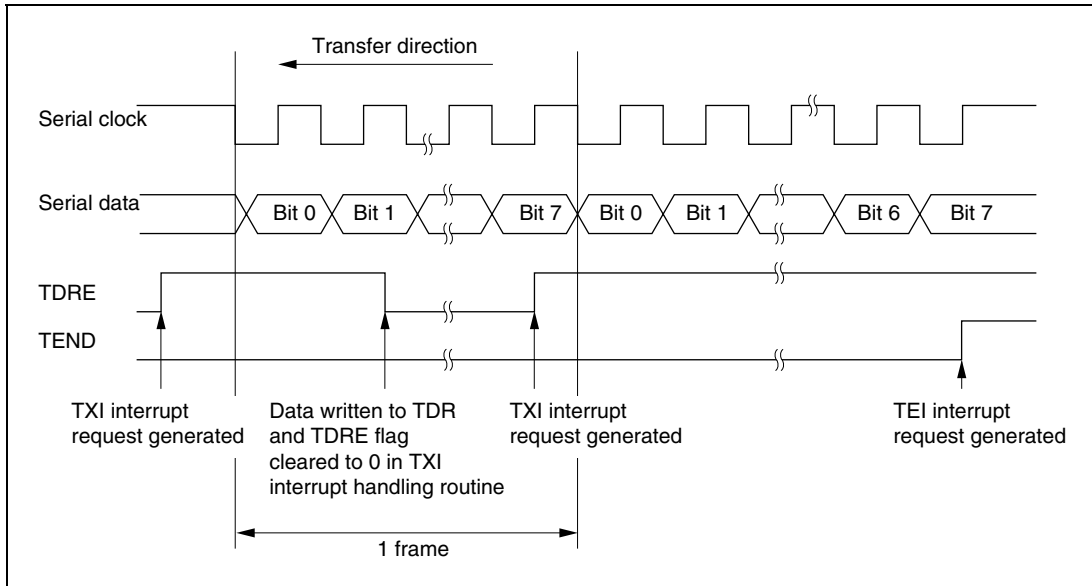 Transfer direction
Serial clock
Serial data
Bit 0
Bit 1
Bit 7
Bit 0
Bit 1
Bit 6
Bit 7
TDRE
TEND
TXI interrupt
request generated
Data written to TDR
and TDRE flag
cleared to 0 in TXI
interrupt handling routine
TXI interrupt
request generated
TEI interrupt
request generated
1 frame